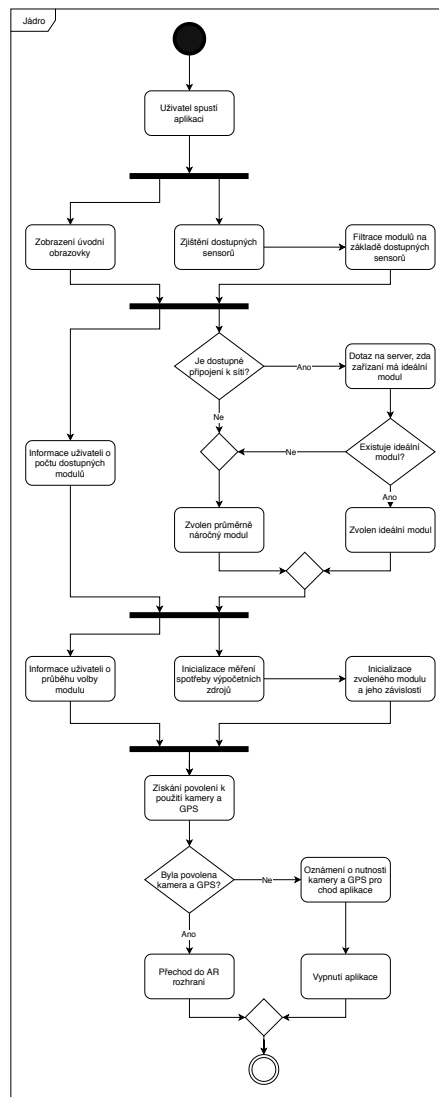 Jádro
Uživatel spustí
aplikaci
Zobrazení úvodní
obrazovky
Zjištění dostupných
sensorů
Filtrace modulů na
základě dostupných
sensorů
Je dostupné
připojení k síti?
Ano
Dotaz na server, zda
zařízaní má ideální
modul
Ne
Informace uživateli o
počtu dostupných
modulů
Ne
Existuje ideální
modul?
Ano
Zvolen průměrně
náročný modul
Zvolen ideální modul
Informace uživateli o
průběhu volby
modulu
Inicializace měření
spotřeby výpočetních
zdrojů
Inicializace
zvoleného modulu
a jeho závislostí
Získání povolení k
použití kamery a
GPS
Byla povolena
kamera a GPS?
Ne
Oznámení o nutnosti
kamery a GPS pro
chod aplikace
Ano
Přechod do AR
rozhraní
Vypnutí aplikace